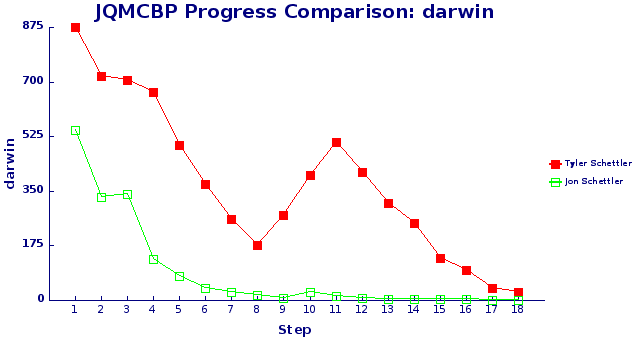 JQMCBP Progress Comparison: darwin
875
700
525
350
175
0
darwin
1 2 3 4 5 6 7 8 9 10 11 12 13 14 15 16 17 18
Step
Tyler Schettler
Jon Schettler